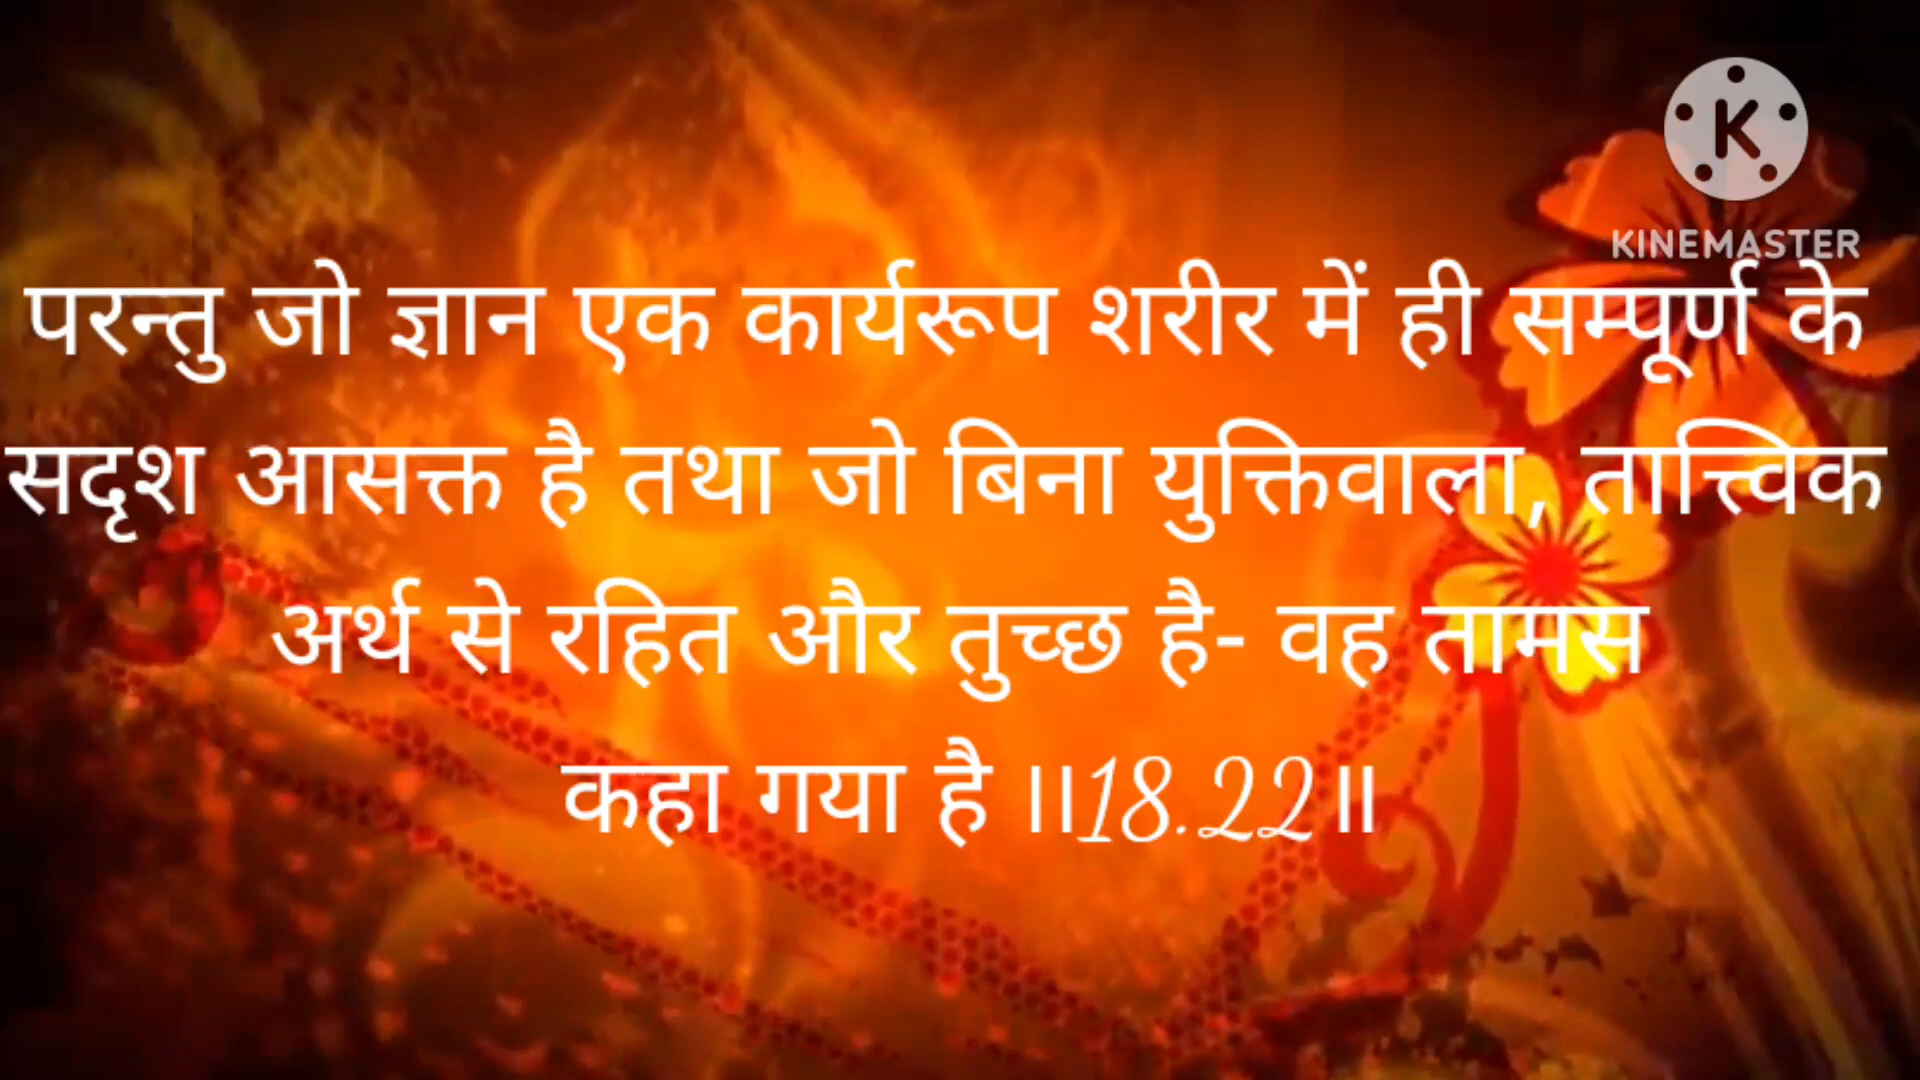 K
KINEMASTER
परन्तु जो ज्ञान एक कार्यरूप शरीर में ही सम्पूर्ण के
सदृश आसक्त है तथा जो बिना युक्तिवाला, तात्त्विक
अर्थ से रहित और तुच्छ है- वह तामस
कहा गया है ।।18.22॥